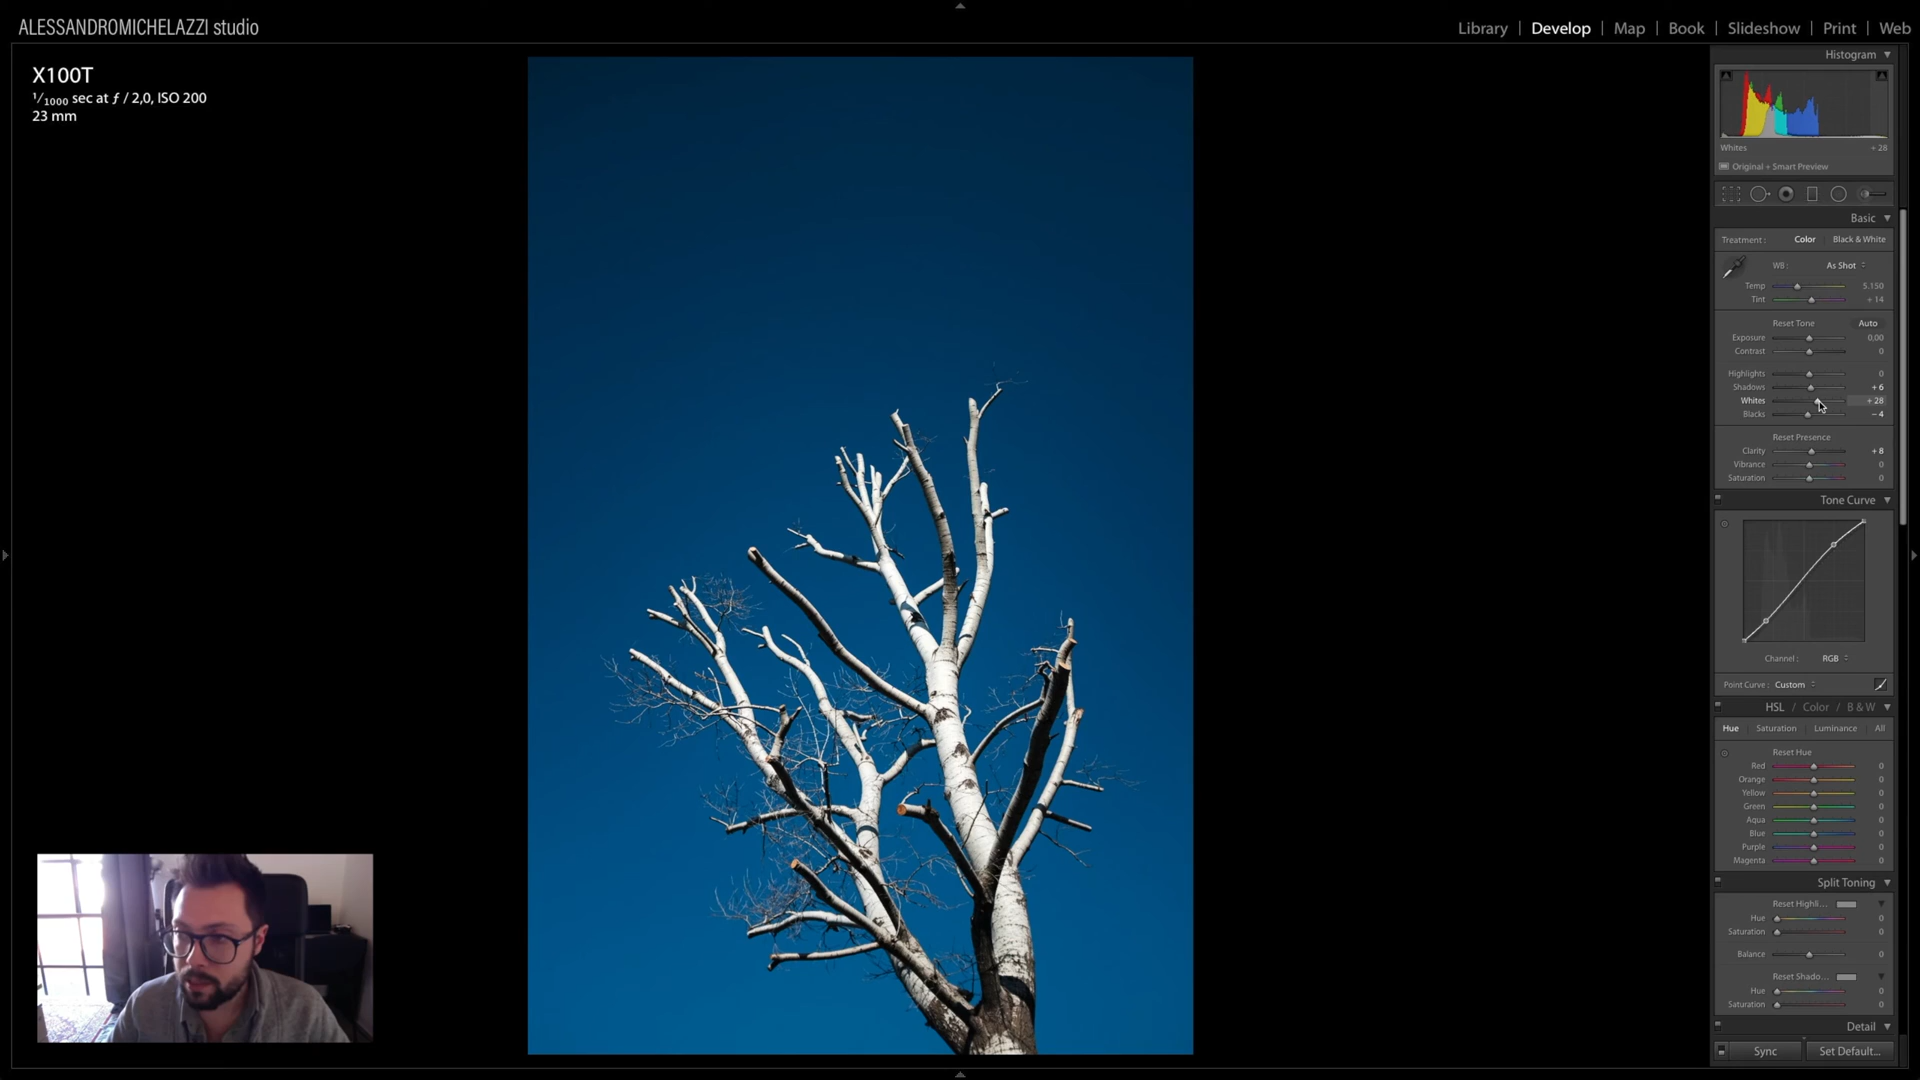 ALESSANDROMICHELAZZI studio
Library | Develop | Map | Book | Slideshow | Print | Web
X100T
1/1000 sec at ƒ / 2,0, ISO 200
23 mm
Histogram
Whites + 28
Original + Smart Preview
Basic
Treatment : Color Black & White
WB : As Shot
Temp 5.150
Tint + 14
Reset Tone Auto
Exposure 0,00
Contrast 0
Highlights 0
Shadows + 6
Whites + 28
Blacks − 4
Reset Presence
Clarity + 8
Vibrance 0
Saturation 0
Tone Curve
Channel : RGB
Point Curve : Custom
HSL / Color / B & W
Hue Saturation Luminance All
Reset Hue
Red 0
Orange 0
Yellow 0
Green 0
Aqua 0
Blue 0
Purple 0
Magenta 0
Split Toning
Reset Highli...
Hue 0
Saturation 0
Balance 0
Reset Shado...
Hue 0
Saturation 0
Detail
Sync Set Default...